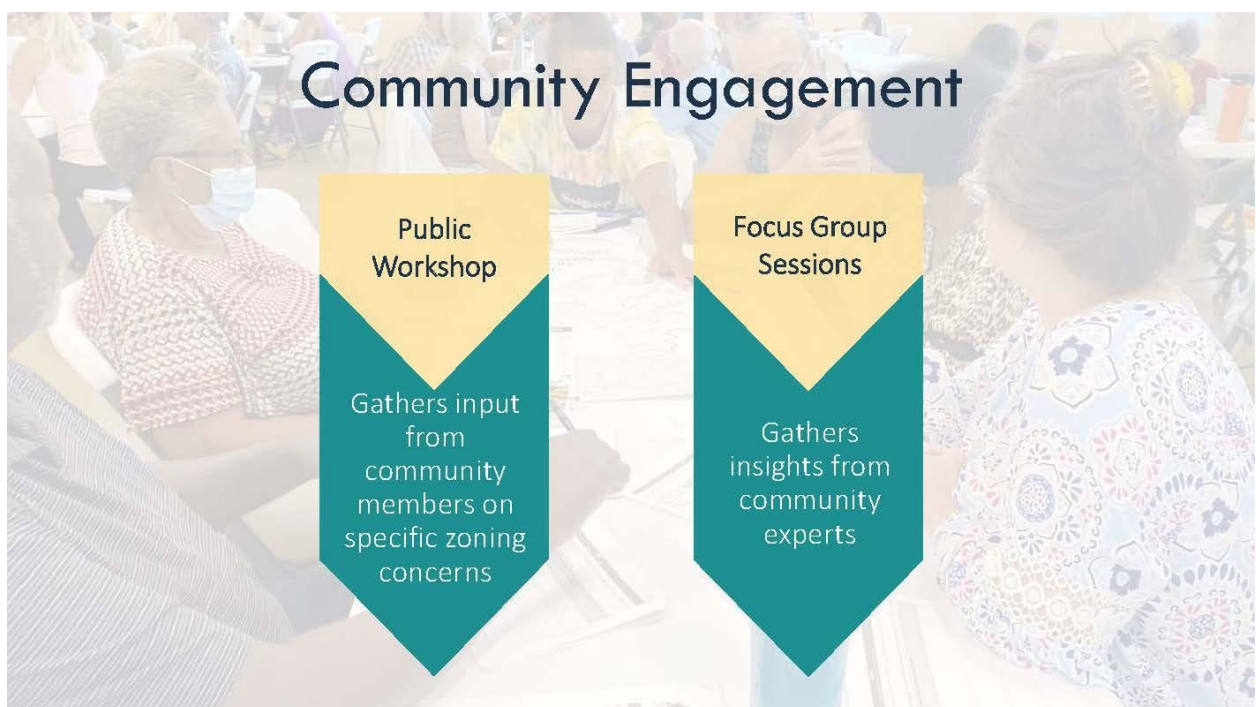 Community Engagement
Public
Workshop
Gathers input
from
community
members on
specific zoning
concerns
Focus Group
Sessions
Gathers
insights from
community
experts